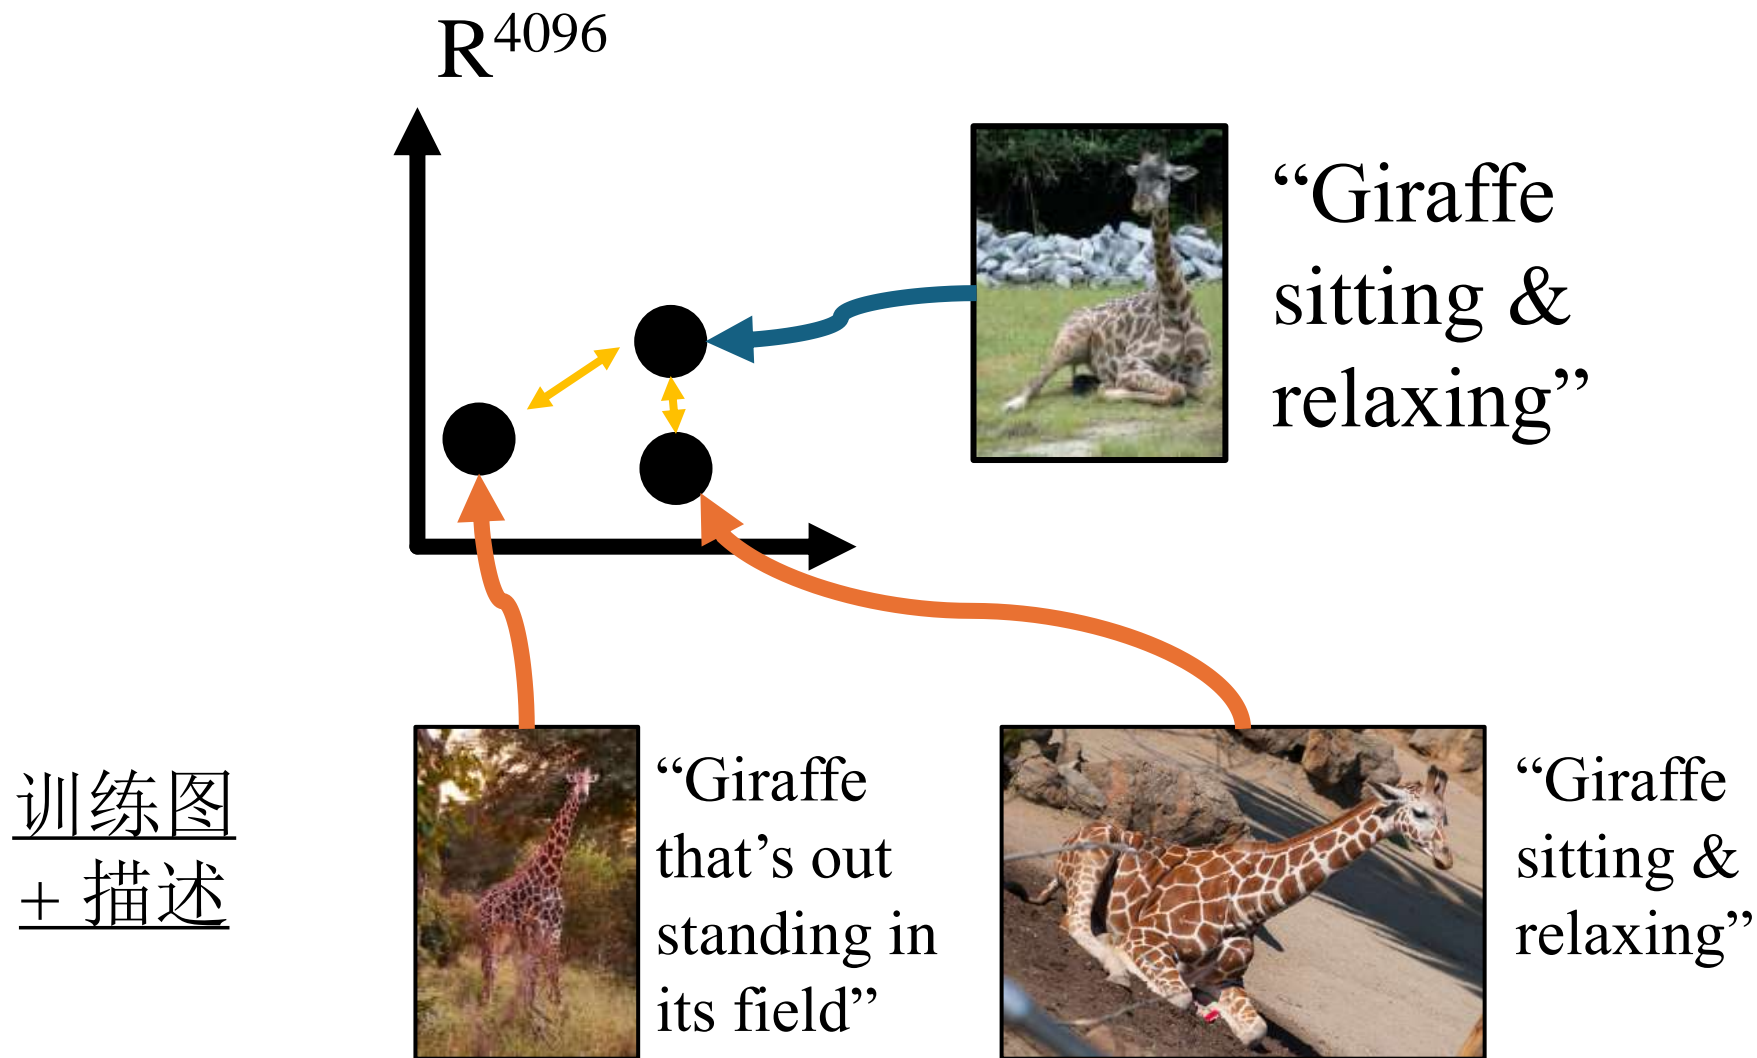 R⁴⁰⁹⁶
“Giraffe
sitting &
relaxing”
训练图
+ 描述
“Giraffe
that’s out
standing in
its field”
“Giraffe
sitting &
relaxing”